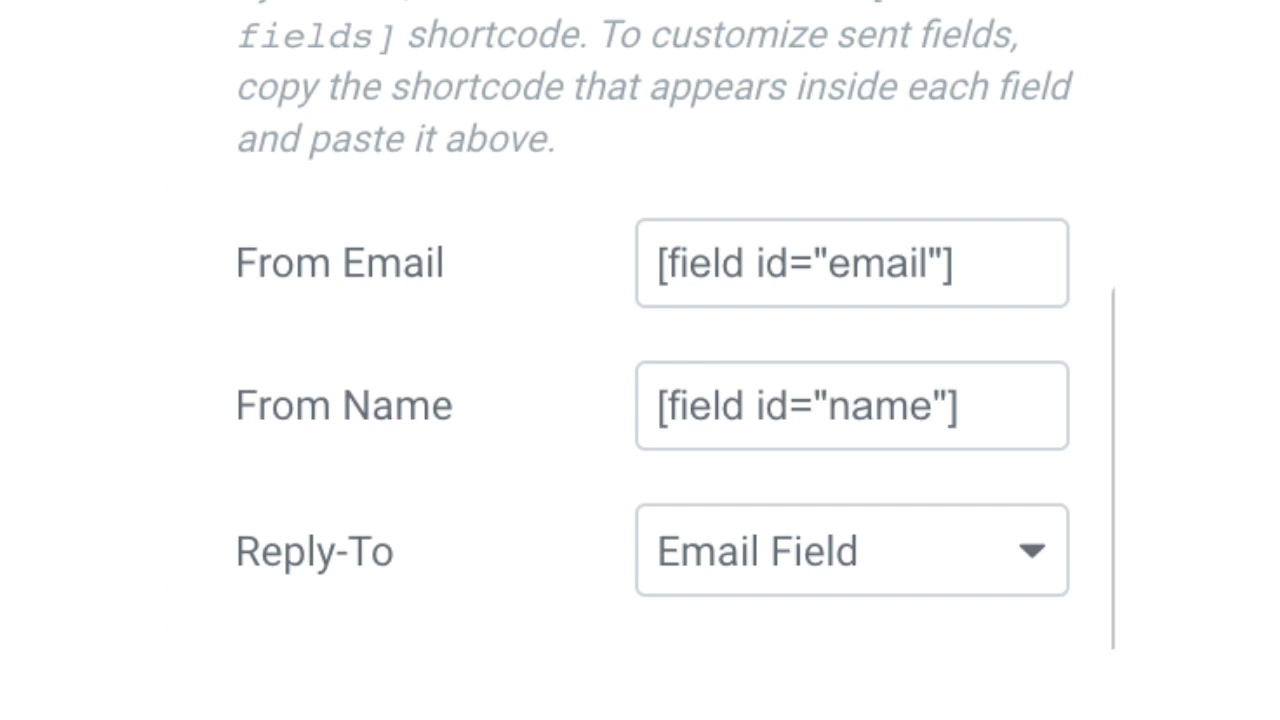 fields] shortcode. To customize sent fields,
copy the shortcode that appears inside each field
and paste it above.
From Email [field id="email"]
From Name [field id="name"]
Reply-To Email Field